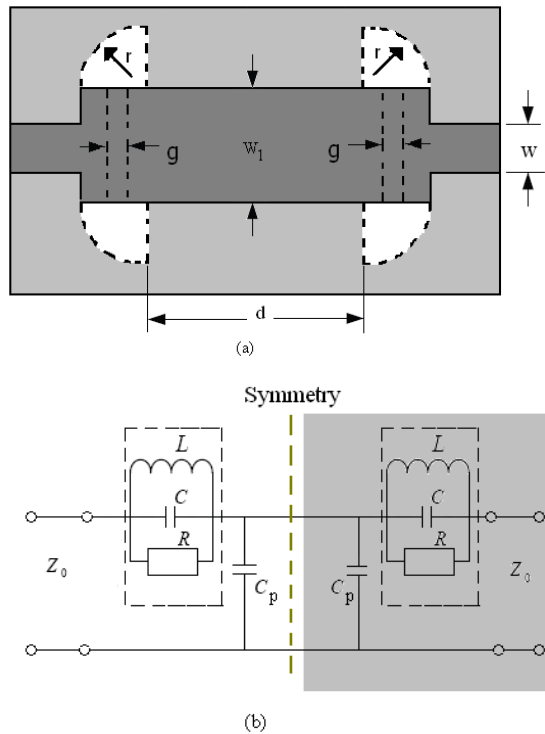 r r
g W₁ g W
d
(a)
Symmetry
L L
C C
R R
Z₀ Cₚ Cₚ Z₀
(b)